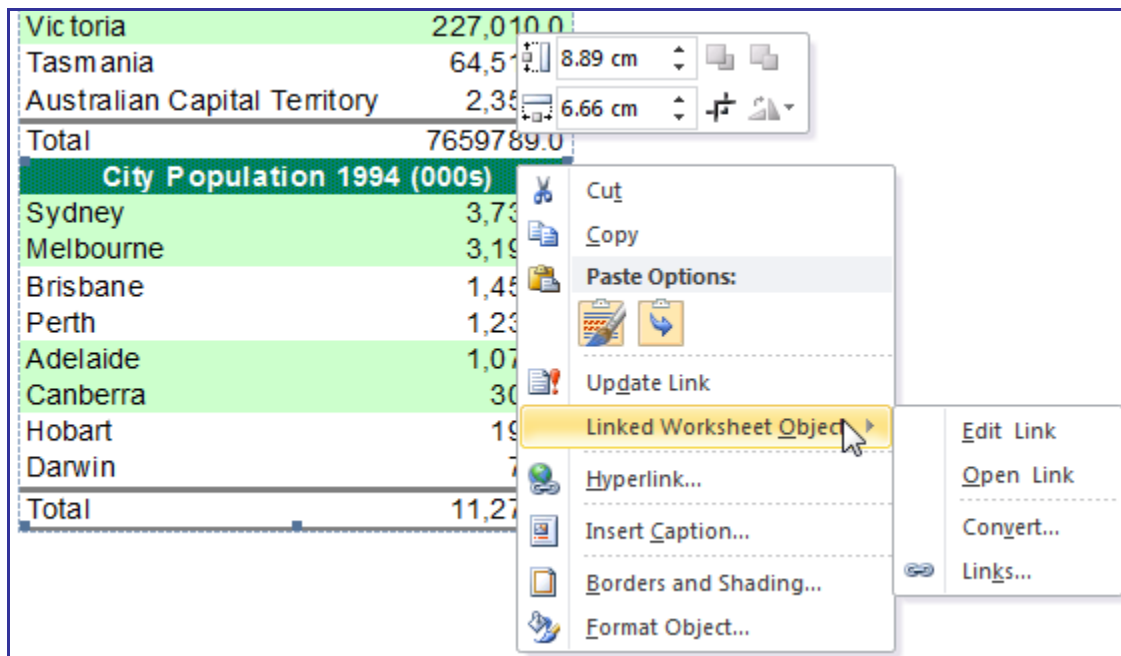 Victoria 227,010.0
Tasmania 64,51
8.89 cm
Australian Capital Territory 2,35
6.66 cm
Total 7659789.0
City Population 1994 (000s)
Sydney 3,73
Melbourne 3,19
Brisbane 1,45
Perth 1,23
Adelaide 1,07
Canberra 30
Hobart 19
Darwin
Total 11,27
Cut
Copy
Paste Options:
Update Link
Linked Worksheet Object
Hyperlink...
Insert Caption...
Borders and Shading...
Format Object...
Edit Link
Open Link
Convert...
Links...